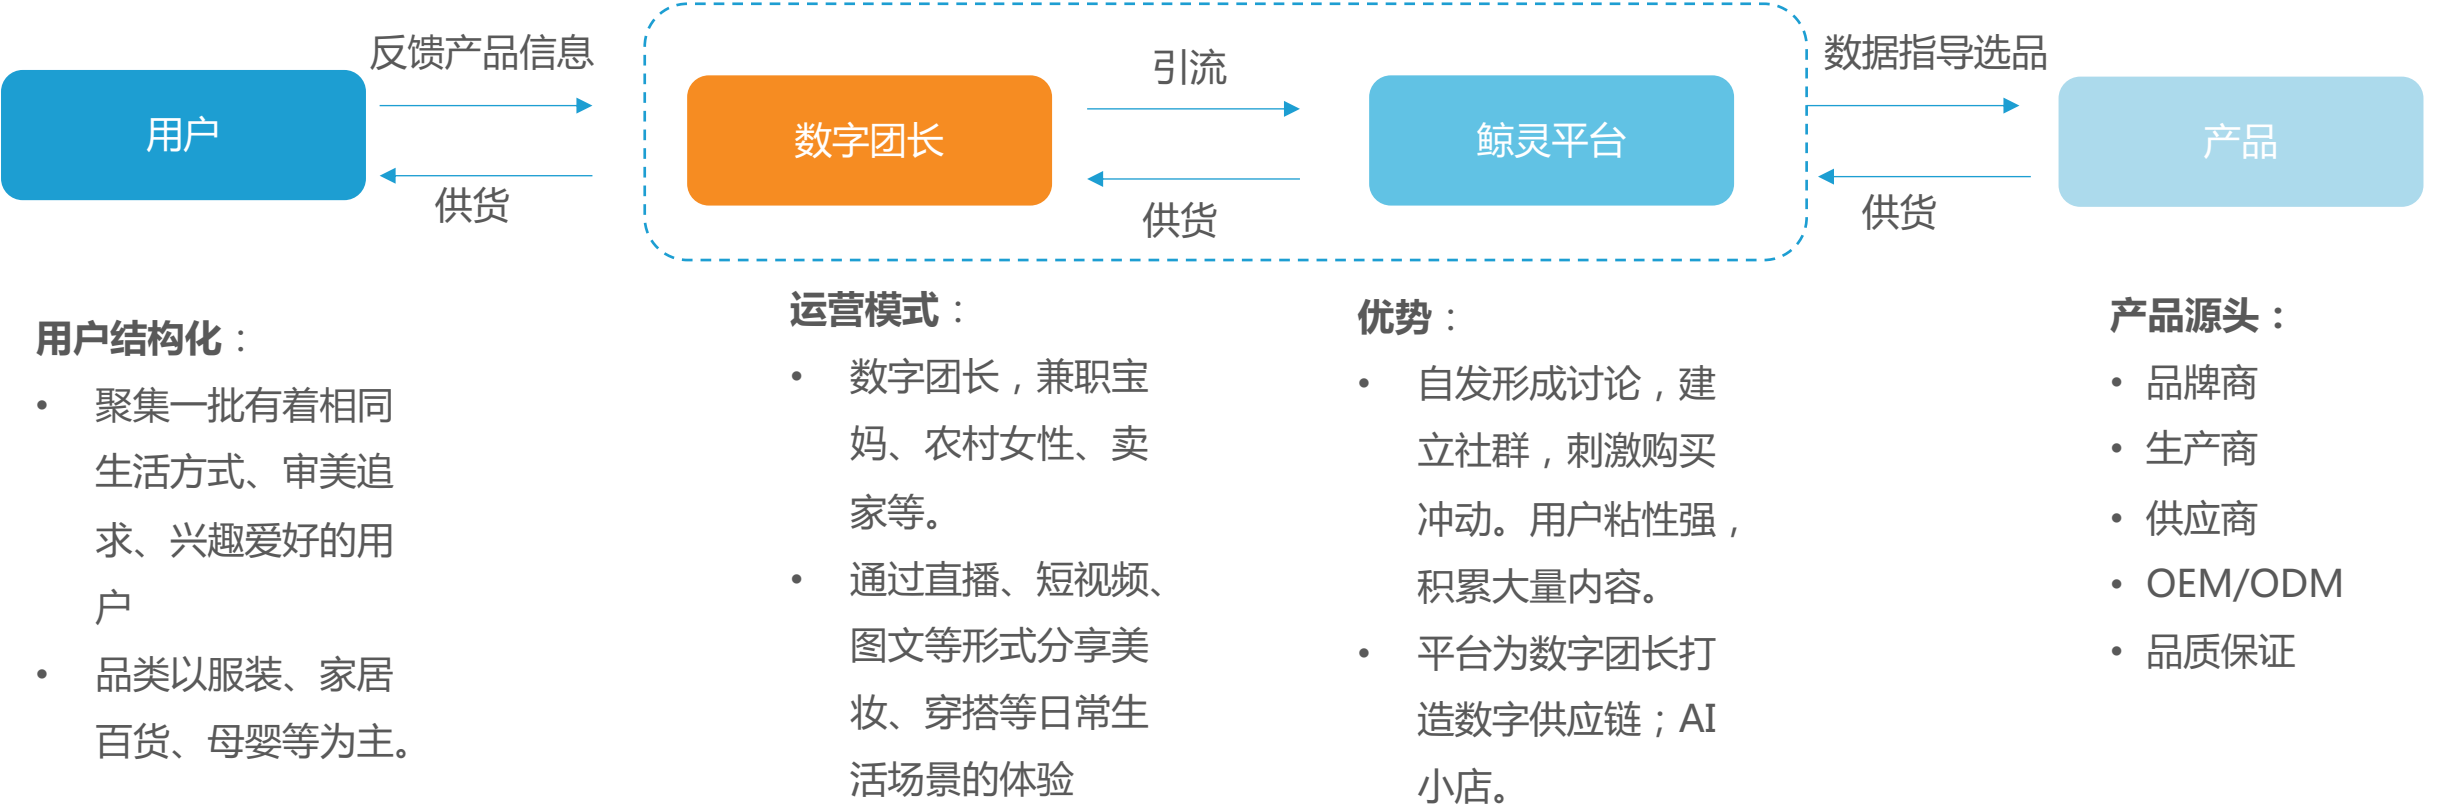 反馈产品信息
用户
供货
引流
数字团长
鲸灵平台
供货
数据指导选品
产品
供货
用户结构化：
• 聚集一批有着相同
生活方式、审美追
求、兴趣爱好的用
户
• 品类以服装、家居
百货、母婴等为主。
运营模式：
• 数字团长，兼职宝
妈、农村女性、卖
家等。
• 通过直播、短视频、
图文等形式分享美
妆、穿搭等日常生
活场景的体验
优势：
• 自发形成讨论，建
立社群，刺激购买
冲动。用户粘性强，
积累大量内容。
• 平台为数字团长打
造数字供应链；AI
小店。
产品源头：
• 品牌商
• 生产商
• 供应商
• OEM/ODM
• 品质保证